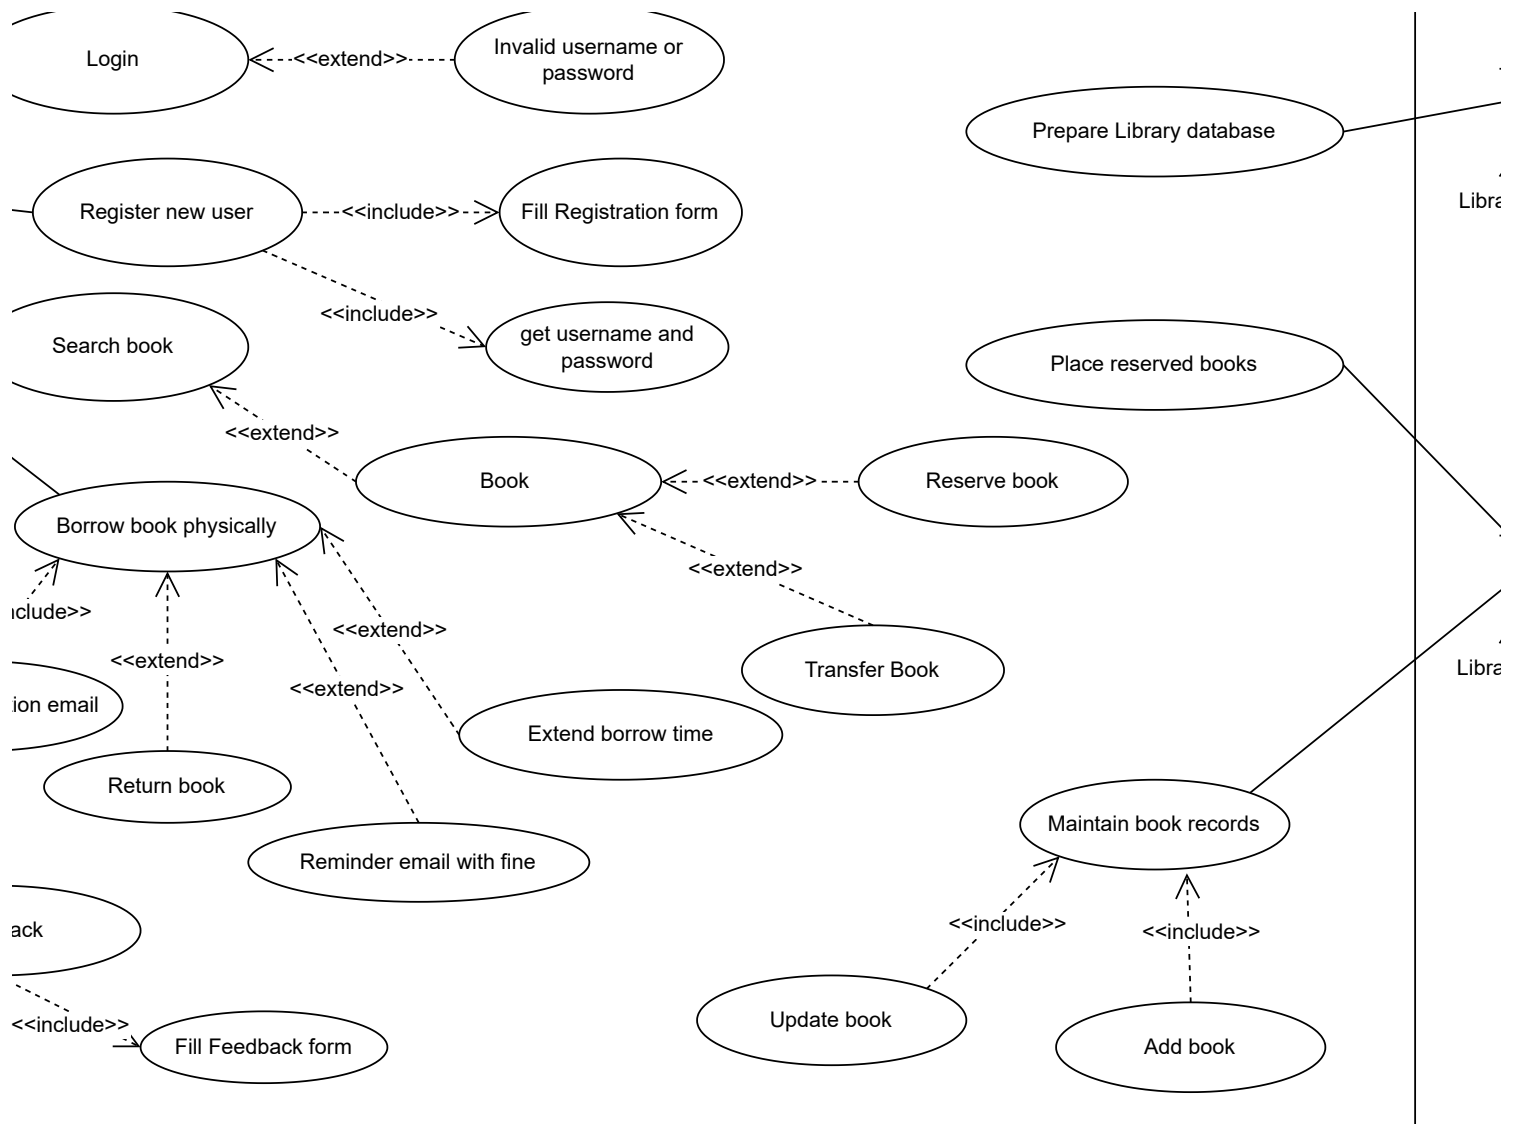 Login
<<extend>>
Invalid username or
password
Prepare Library database
Register new user
<<include>>
Fill Registration form
<<include>>
get username and
password
Search book
Place reserved books
<<extend>>
Book
<<extend>>
Reserve book
Borrow book physically
<<extend>>
<<extend>>
<<extend>>
<<extend>>
Transfer Book
email
Extend borrow time
Return book
Reminder email with fine
Maintain book records
<<include>>
<<include>>
Update book
<<include>>
Fill Feedback form
Add book